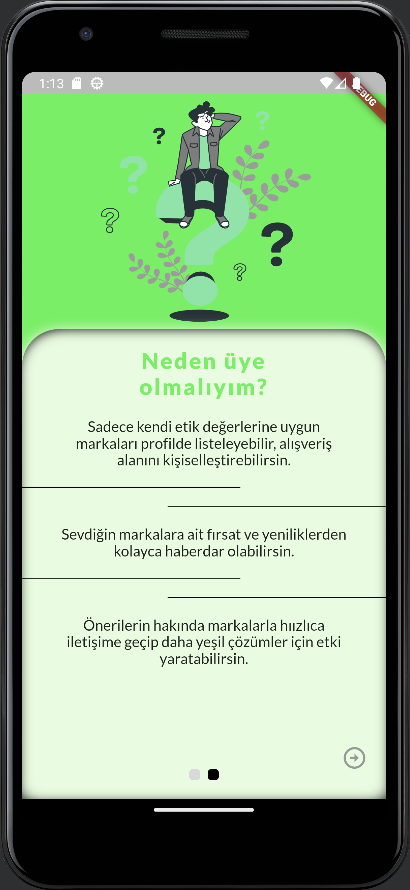 1:13
DEBUG
Neden üye
olmalıyım?
Sadece kendi etik değerlerine uygun
markaları profilde listeleyebilir, alışveriş
alanını kişiselleştirebilirsin.
Sevdiğin markalara ait fırsat ve yeniliklerden
kolayca haberdar olabilirsin.
Önerilerin hakında markalarla hıızlıca
iletişime geçip daha yeşil çözümler için etki
yaratabilirsin.